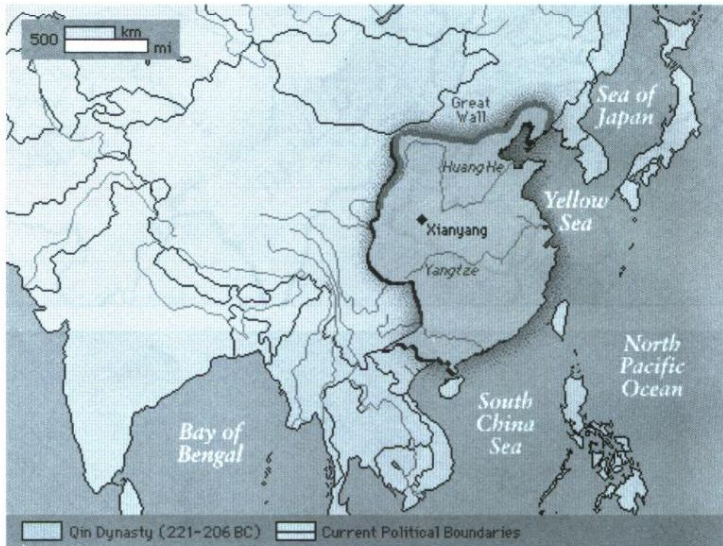 500
km
mi
Great
Wall
Sea of
Japan
Huang He
Yellow
Sea
Xianyang
Yangtze
North
Pacific
Ocean
South
China
Sea
Bay of
Bengal
Qin Dynasty (221-206 BC)
Current Political Boundaries